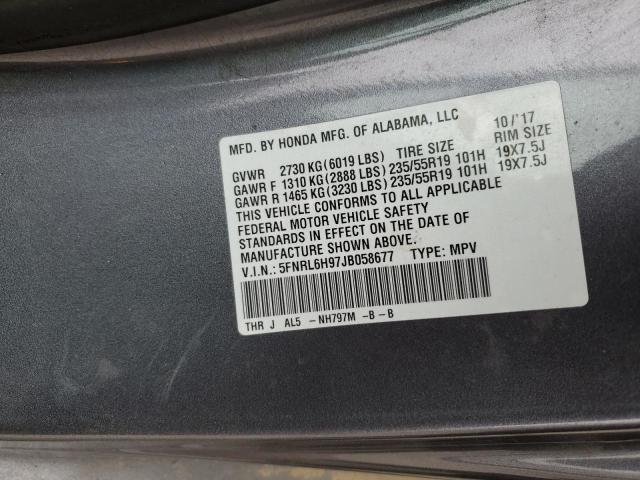 MFD. BY HONDA MFG. OF ALABAMA, LLC 10/'17
GVWR 2730 KG(6019 LBS) TIRE SIZE RIM SIZE
GAWR F 1310 KG(2888 LBS) 235/55R19 101H 19X7.5J
GAWR R 1465 KG(3230 LBS) 235/55R19 101H 19X7.5J
THIS VEHICLE CONFORMS TO ALL APPLICABLE
FEDERAL MOTOR VEHICLE SAFETY
STANDARDS IN EFFECT ON THE DATE OF
MANUFACTURE SHOWN ABOVE.
V.I.N.: 5FNRL6H97JB058677 TYPE: MPV
THR J AL5 -NH797M -B-B